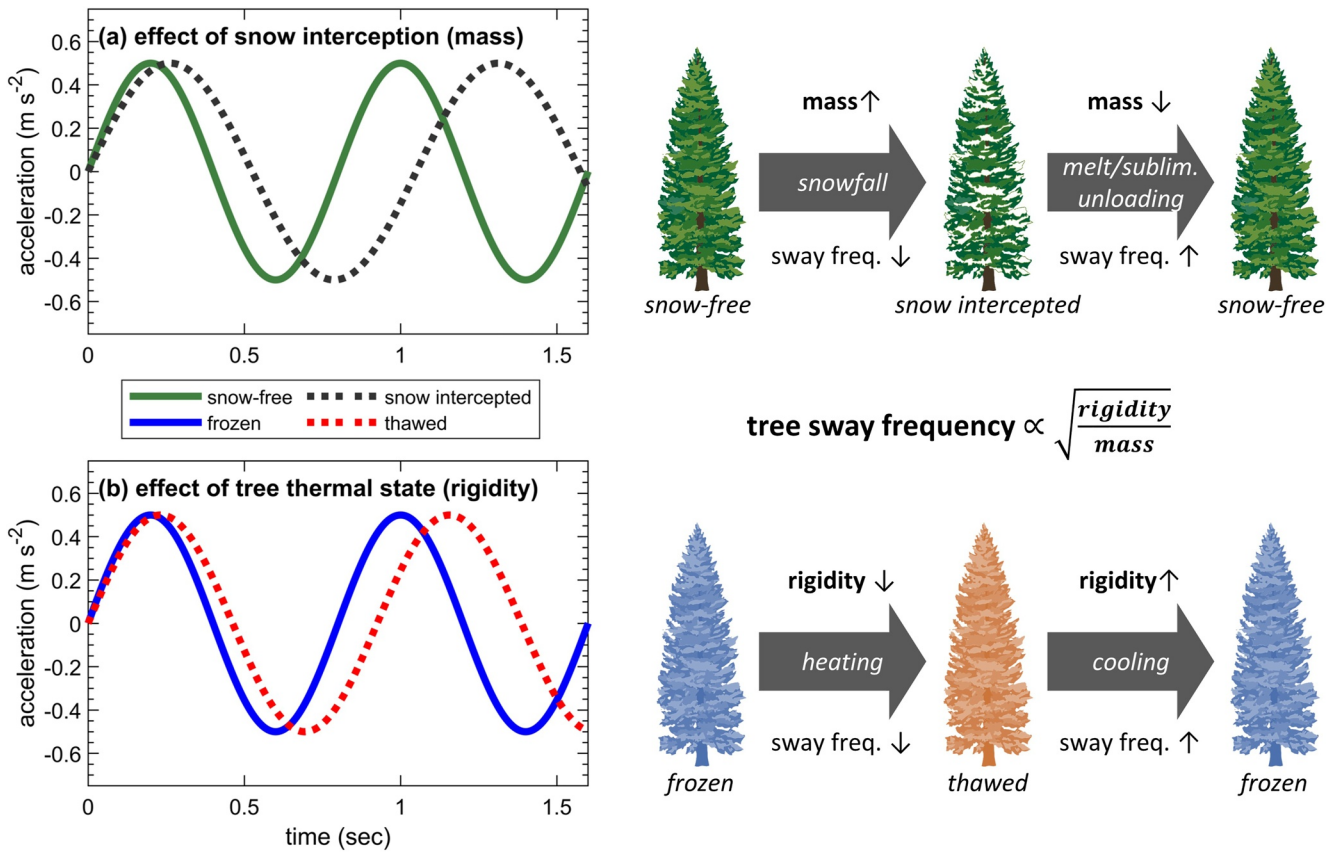 (a) effect of snow interception (mass)
acceleration (m s-2)
0.6
0.4
0.2
0
-0.2
-0.4
-0.6
0
0.5
1
1.5
mass↑
snowfall
sway freq. ↓
mass ↓
melt/sublim.
unloading
sway freq. ↑
snow-free
snow intercepted
snow-free
snow-free
snow intercepted
frozen
thawed
tree sway frequency ∝ √(rigidity/mass)
(b) effect of tree thermal state (rigidity)
acceleration (m s-2)
0.6
0.4
0.2
0
-0.2
-0.4
-0.6
0
0.5
1
1.5
time (sec)
rigidity ↓
heating
sway freq. ↓
rigidity↑
cooling
sway freq. ↑
frozen
thawed
frozen